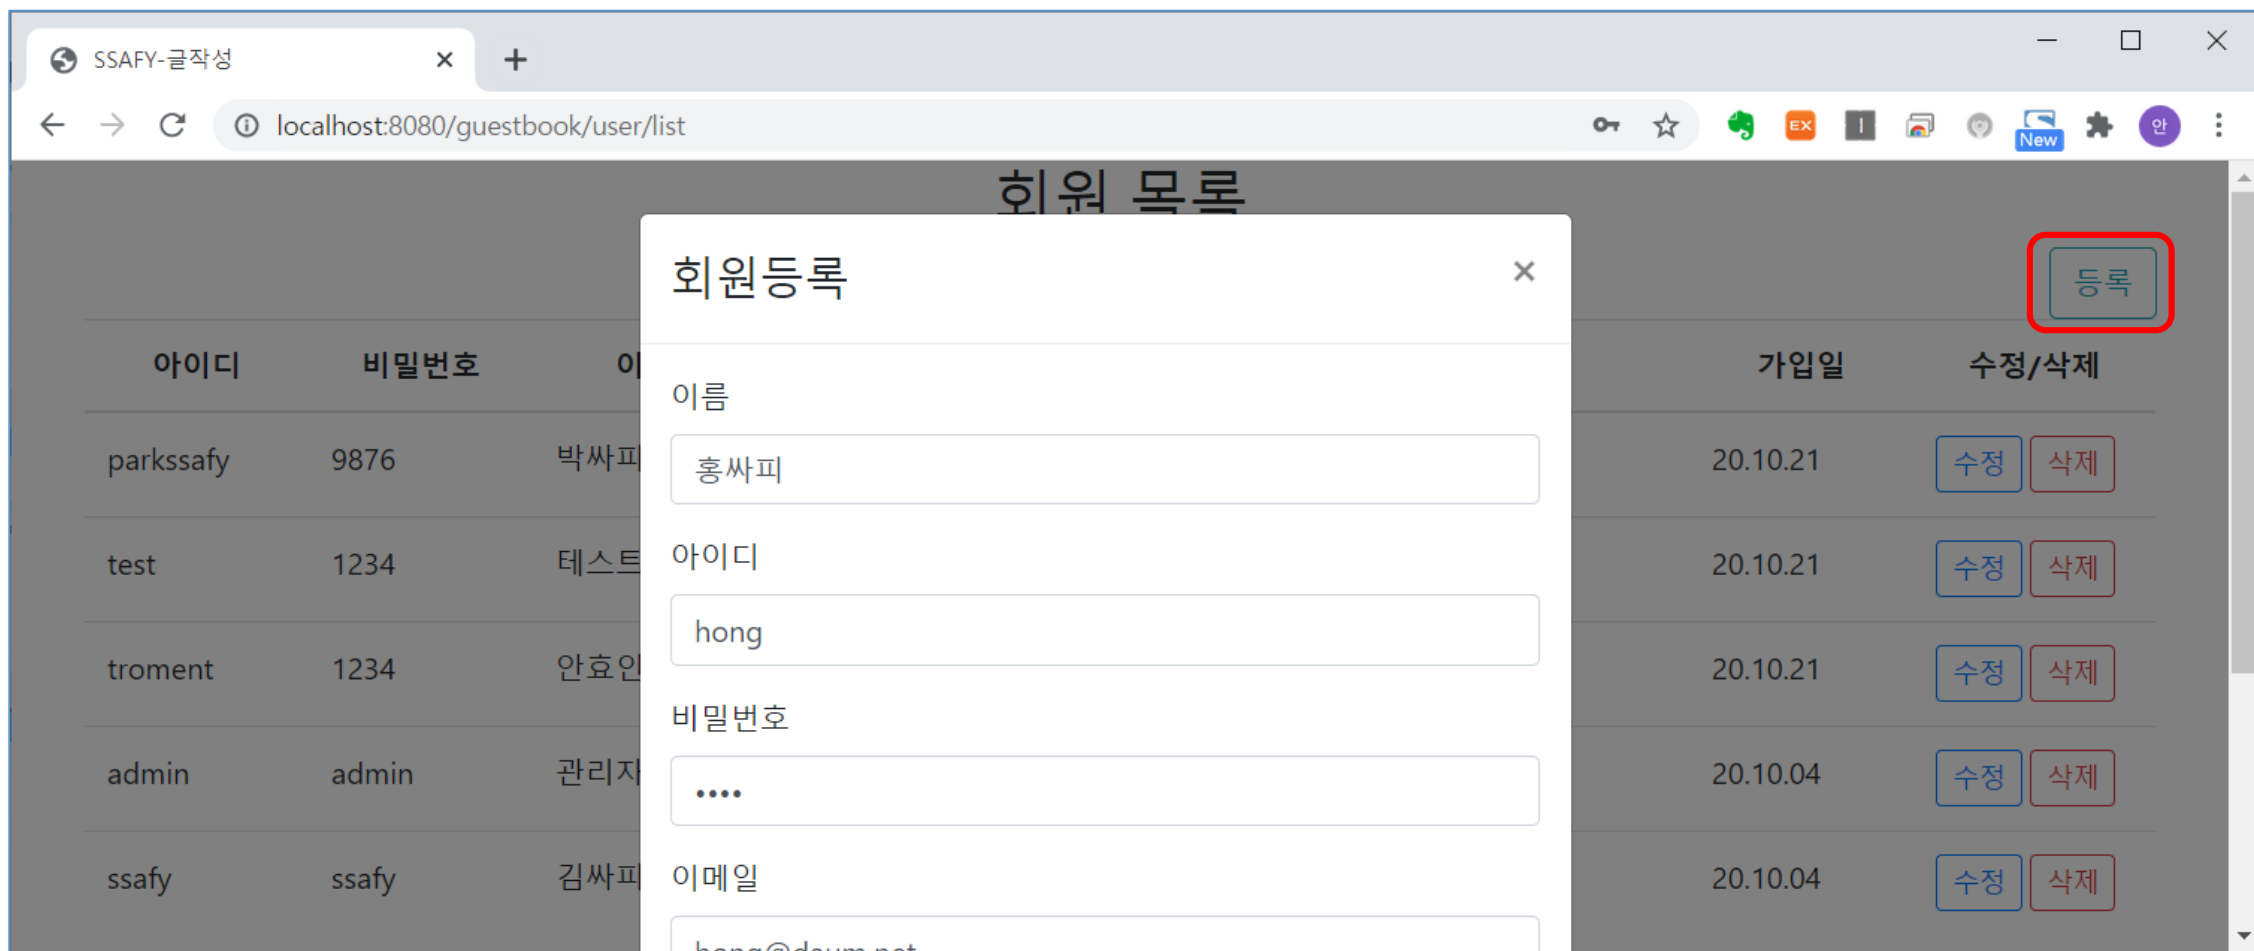 SSAFY-글작성
localhost:8080/guestbook/user/list
EX
New
안
회원 목록
등록
회원등록
아이디 비밀번호 가입일 수정/삭제
이름
홍싸피
parkssafy 9876 박싸피 20.10.21 수정 삭제
아이디
hong
test 1234 테스트 20.10.21 수정 삭제
troment 1234 안효인 20.10.21 수정 삭제
비밀번호
••••
admin admin 관리자 20.10.04 수정 삭제
이메일
ssafy ssafy 김싸피 20.10.04 수정 삭제
hong@daum.net